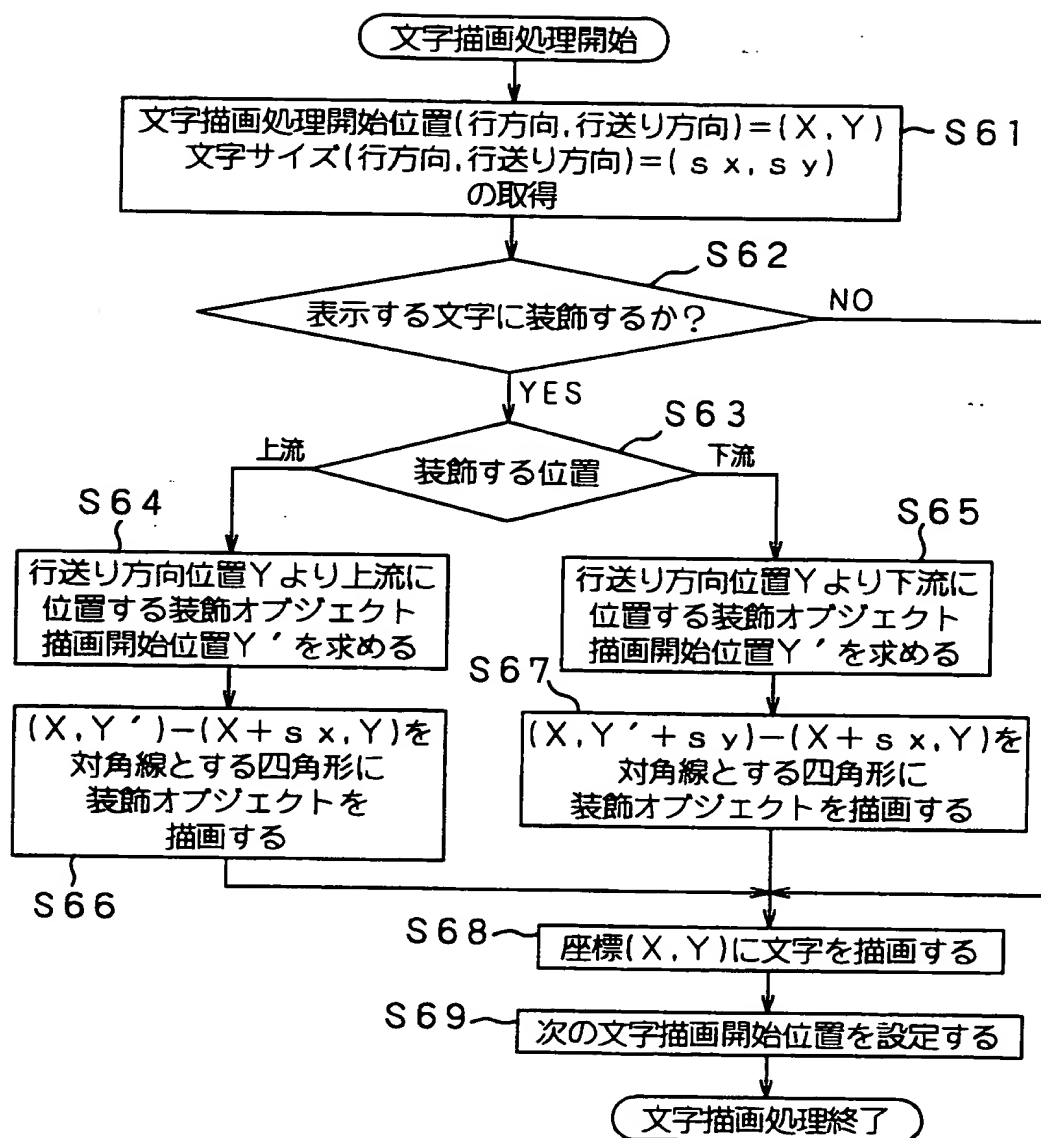 文字描画処理開始
文字描画処理開始位置(行方向,行送り方向)=(X,Y)
文字サイズ(行方向,行送り方向)=(sx,sy)
の取得
S61
S62
表示する文字に装飾するか?
NO
YES
S63
上流
装飾する位置
下流
S64
行送り方向位置Yより上流に
位置する装飾オブジェクト
描画開始位置Y'を求める
S65
行送り方向位置Yより下流に
位置する装飾オブジェクト
描画開始位置Y'を求める
(X,Y')−(X+sx,Y)を
対角線とする四角形に
装飾オブジェクトを
描画する
S66
S67
(X,Y'+sy)−(X+sx,Y)を
対角線とする四角形に
装飾オブジェクトを描画する
S68
座標(X,Y)に文字を描画する
S69
次の文字描画開始位置を設定する
文字描画処理終了